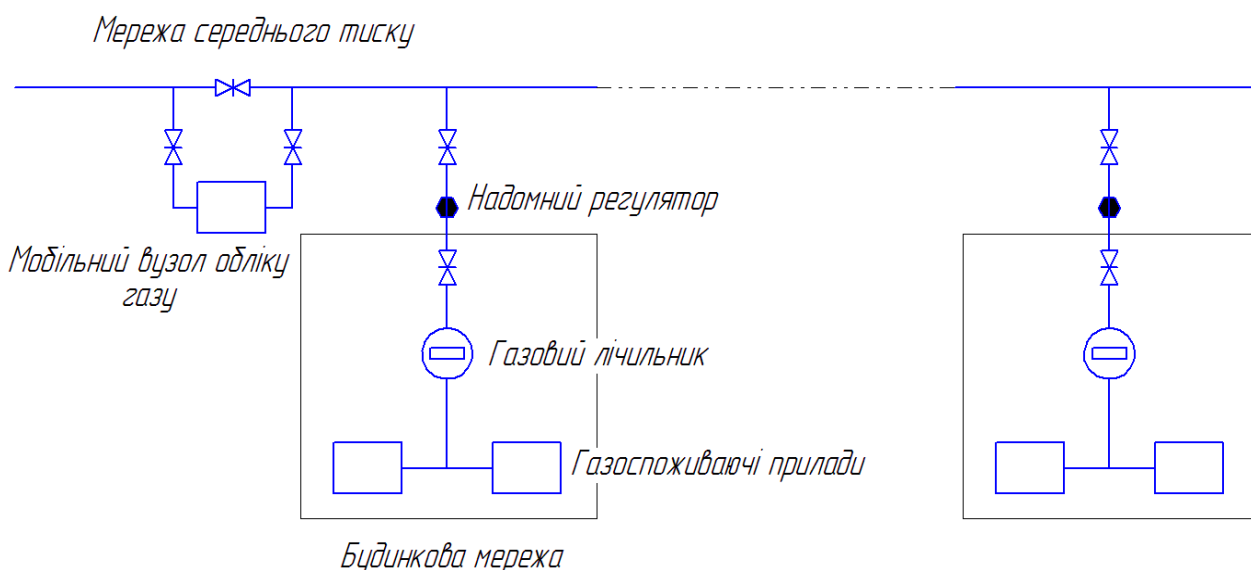 Мережа середнього тиску
Надомний регулятор
Мобільний вузол обліку
газу
Газовий лічильник
Газоспоживаючі прилади
Будинкова мережа